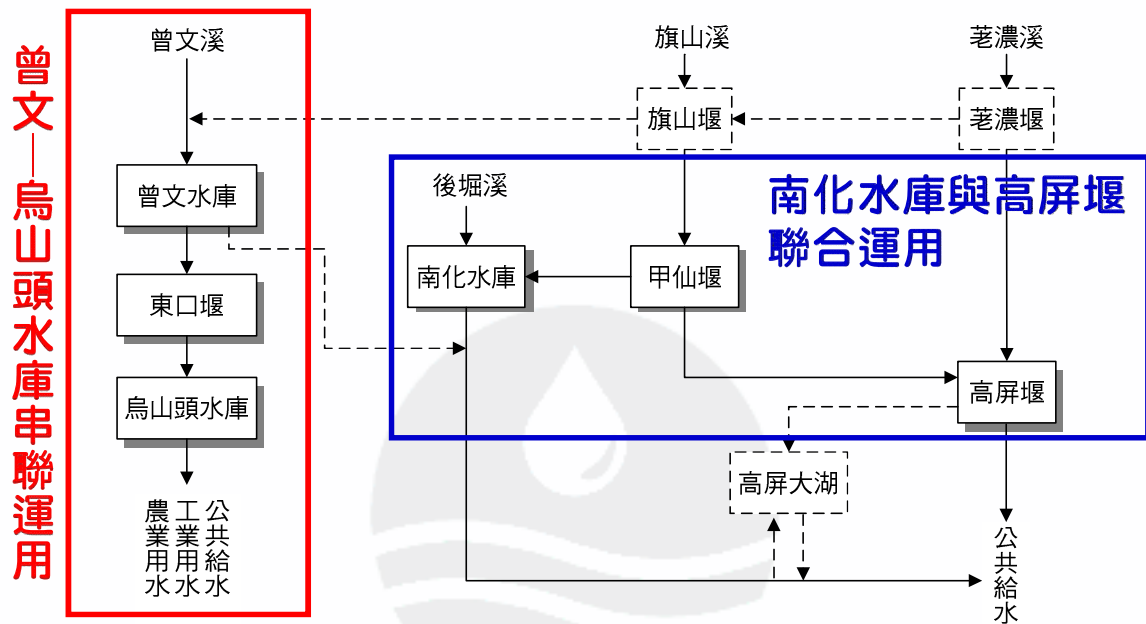 曾文—烏山頭水庫串聯運用
曾文溪
曾文水庫
東口堰
烏山頭水庫
農業用水
工業用水
公共給水
旗山溪
荖濃溪
旗山堰
荖濃堰
南化水庫與高屏堰
聯合運用
後堀溪
南化水庫
甲仙堰
高屏堰
高屏大湖
公共給水